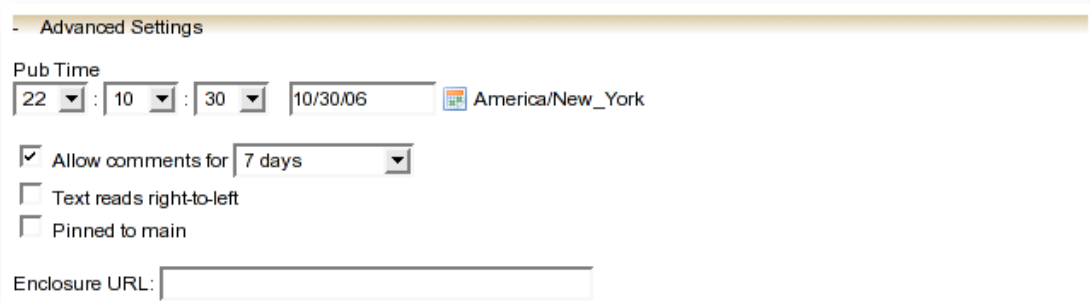 - Advanced Settings
Pub Time
22 : 10 : 30 10/30/06 America/New_York
Allow comments for 7 days
Text reads right-to-left
Pinned to main
Enclosure URL: